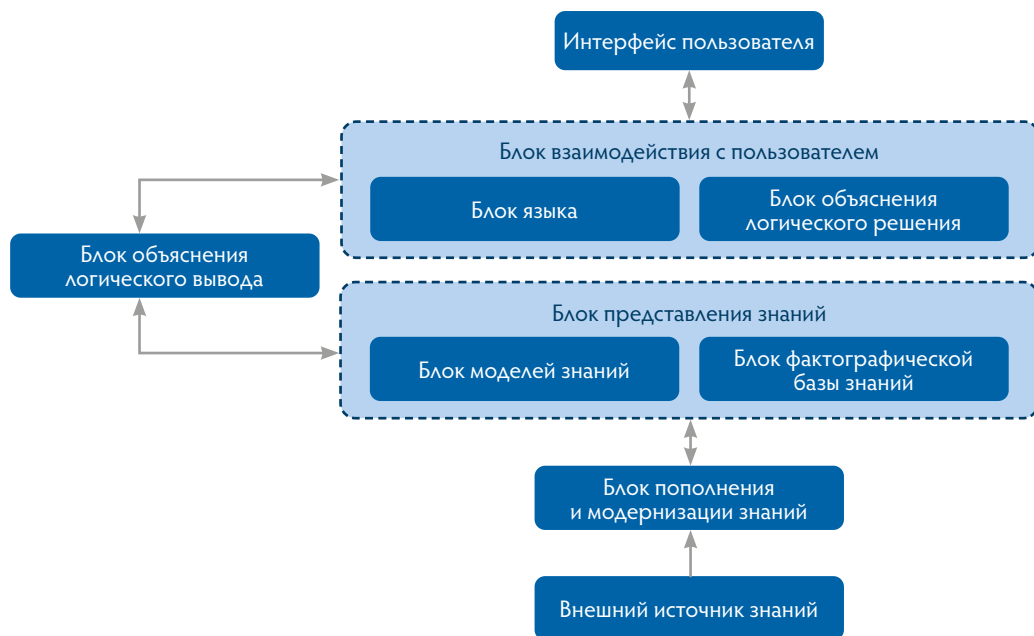 Интерфейс пользователя
Блок взаимодействия с пользователем
Блок языка
Блок объяснения
логического решения
Блок объяснения
логического вывода
Блок представления знаний
Блок моделей знаний
Блок фактографической
базы знаний
Блок пополнения
и модернизации знаний
Внешний источник знаний